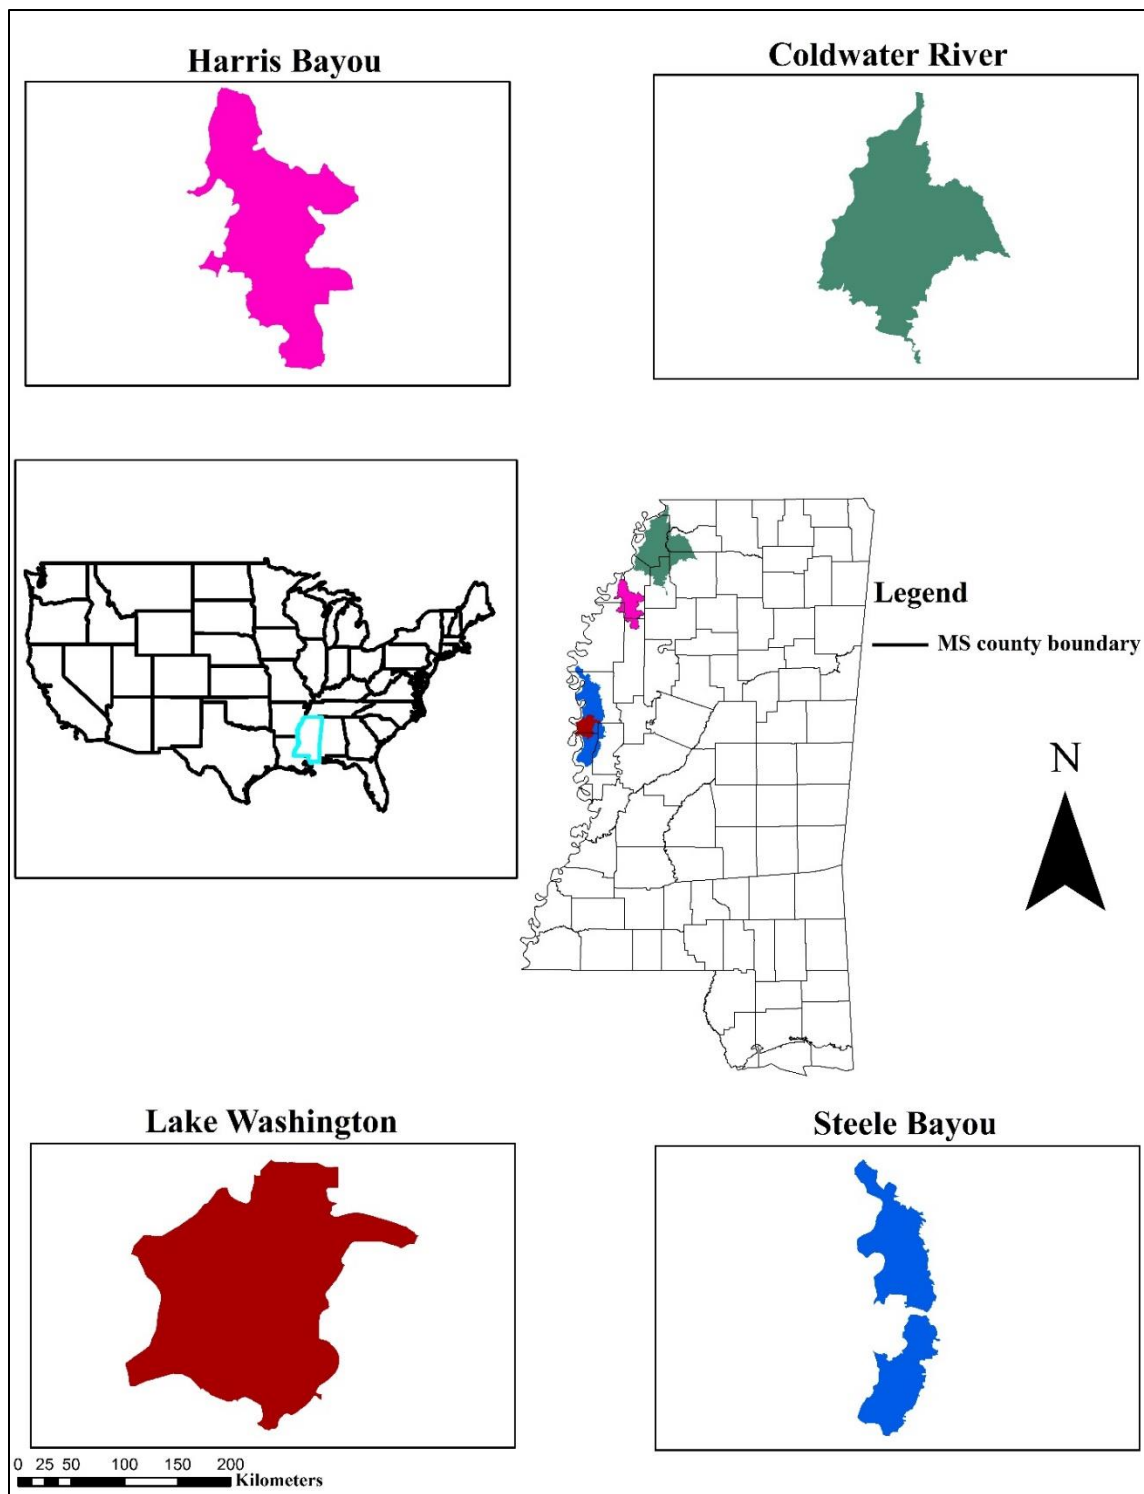 Harris Bayou
Coldwater River
Legend
MS county boundary
N
Lake Washington
Steele Bayou
0 25 50 100 150 200
Kilometers